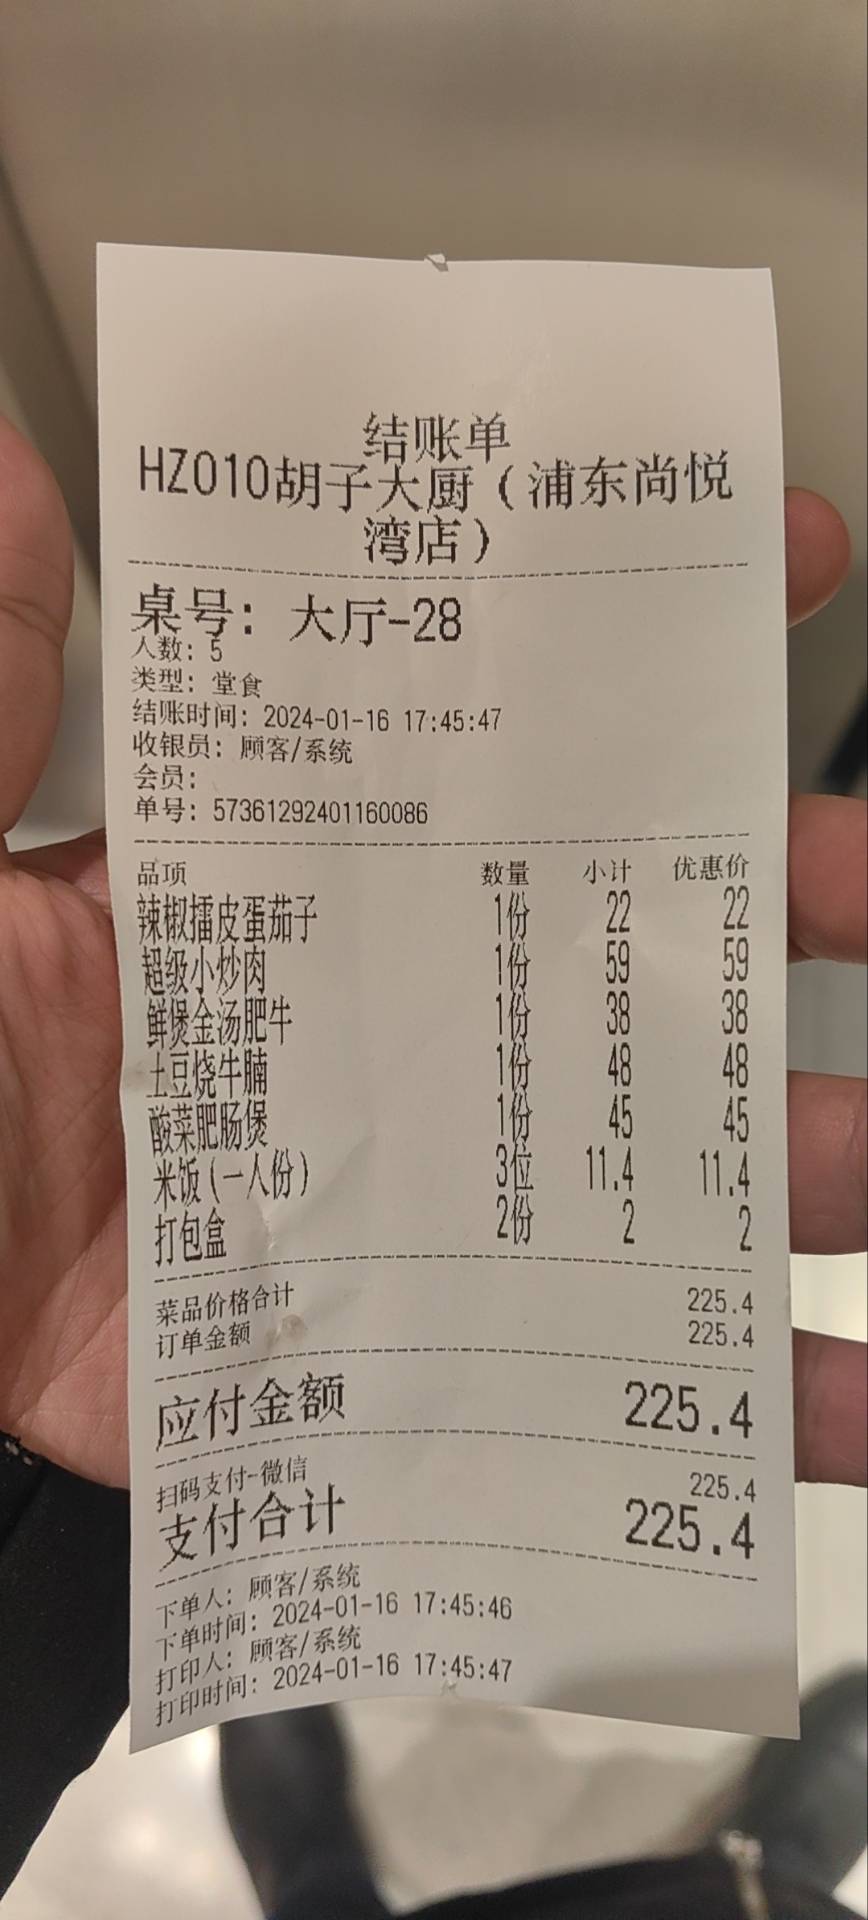 结账单
HZ010胡子大厨（浦东尚悦
湾店）
桌号：大厅-28
人数：5
类型：堂食
结账时间：2024-01-16 17:45:47
收银员：顾客/系统
会员：
单号：573612924011600​86
品项 数量 小计 优惠价
辣椒擂皮蛋茄子 1份 22 22
超级小炒肉 1份 59 59
鲜煲金汤肥牛 1份 38 38
土豆烧牛腩 1份 48 48
酸菜肥肠煲 1份 45 45
米饭（一人份） 3位 11.4 11.4
打包盒 2份 2 2
菜品价格合计 225.4
订单金额 225.4
应付金额 225.4
扫码支付-微信 225.4
支付合计 225.4
下单人：顾客/系统
下单时间：2024-01-16 17:45:46
打印人：顾客/系统
打印时间：2024-01-16 17:45:47